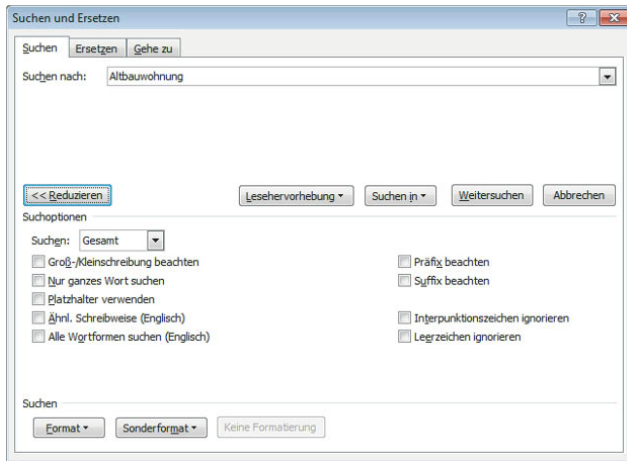 Suchen und Ersetzen
Suchen Ersetzen Gehe zu
Suchen nach: Altbauwohnung
<< Reduzieren Lesehervorhebung Suchen in Weitersuchen Abbrechen
Suchoptionen
Suchen: Gesamt
Groß-/Kleinschreibung beachten Präfix beachten
Nur ganzes Wort suchen Suffix beachten
Platzhalter verwenden
Ähnl. Schreibweise (Englisch) Interpunktionszeichen ignorieren
Alle Wortformen suchen (Englisch) Leerzeichen ignorieren
Suchen
Format Sonderformat Keine Formatierung